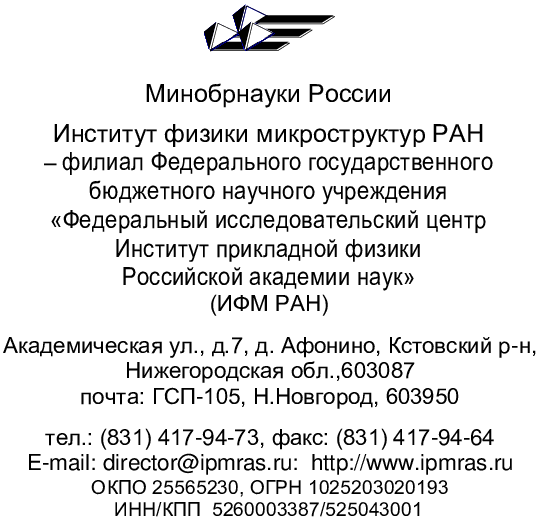 Минобрнауки России
Институт физики микроструктур РАН
– филиал Федерального государственного
бюджетного научного учреждения
«Федеральный исследовательский центр
Институт прикладной физики
Российской академии наук»
(ИФМ РАН)
Академическая ул., д.7, д. Афонино, Кстовский р-н,
Нижегородская обл.,603087
почта: ГСП-105, Н.Новгород, 603950
тел.: (831) 417-94-73, факс: (831) 417-94-64
E-mail: director@ipmras.ru:  http://www.ipmras.ru
ОКПО 25565230, ОГРН 1025203020193
ИНН/КПП  5260003387/525043001